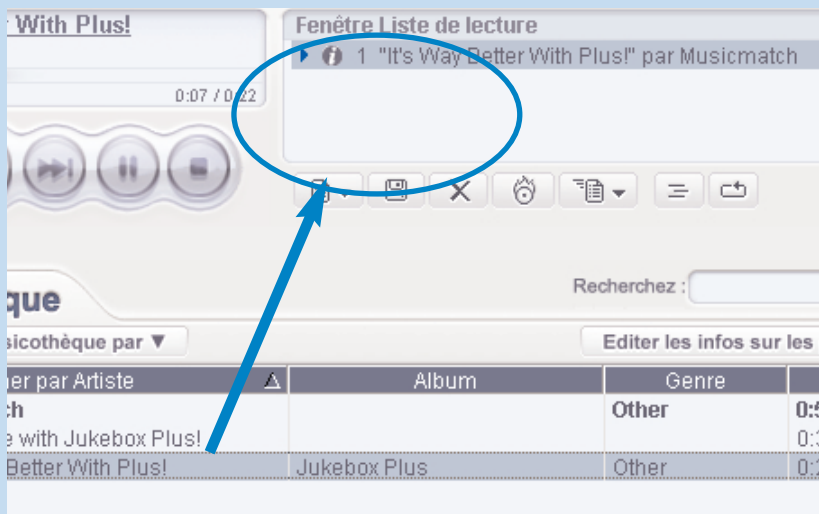 With Plus!
0:07 / 0:22
Fenêtre Liste de lecture
1 "It's Way Better With Plus!" par Musicmatch
Recherchez :
que
sicothèque par ▼
Editer les infos sur les
er par Artiste
Album
Genre
ch
Other
0:5
e with Jukebox Plus!
0:3
Better With Plus!
Jukebox Plus
Other
0:2